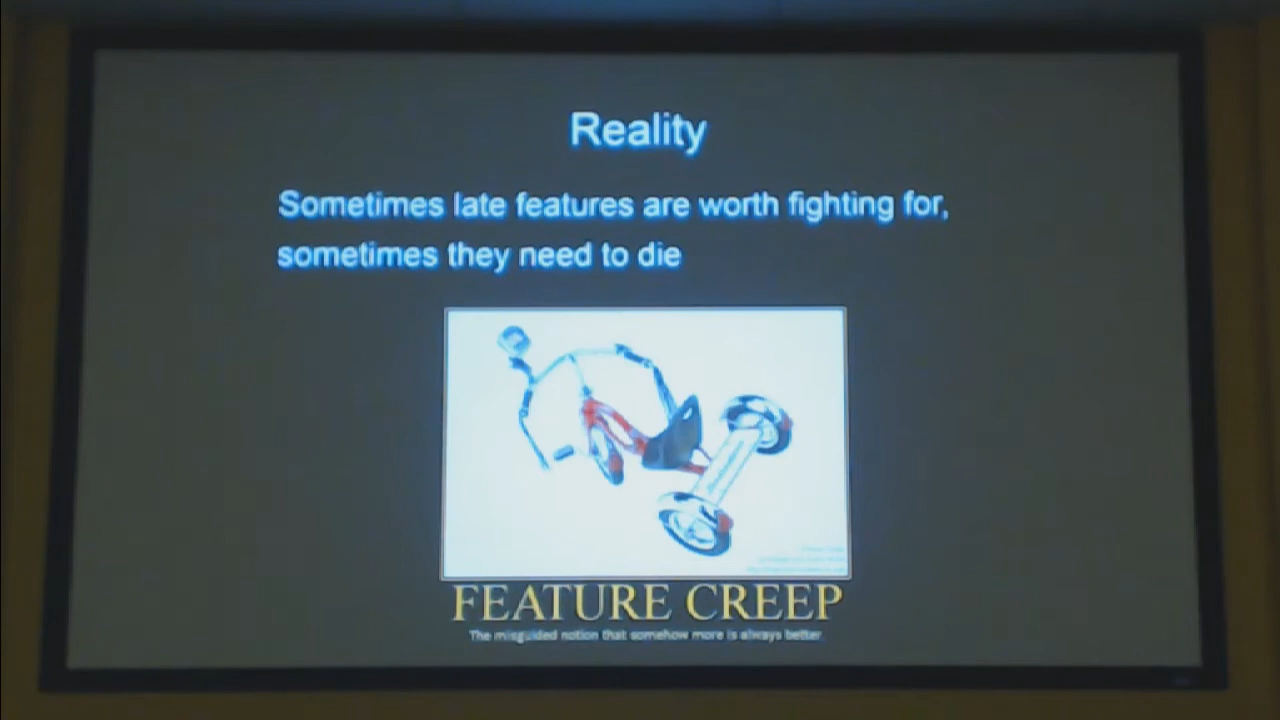 Reality
Sometimes late features are worth fighting for,
sometimes they need to die
FEATURE CREEP
The misguided notion that somehow more is always better.